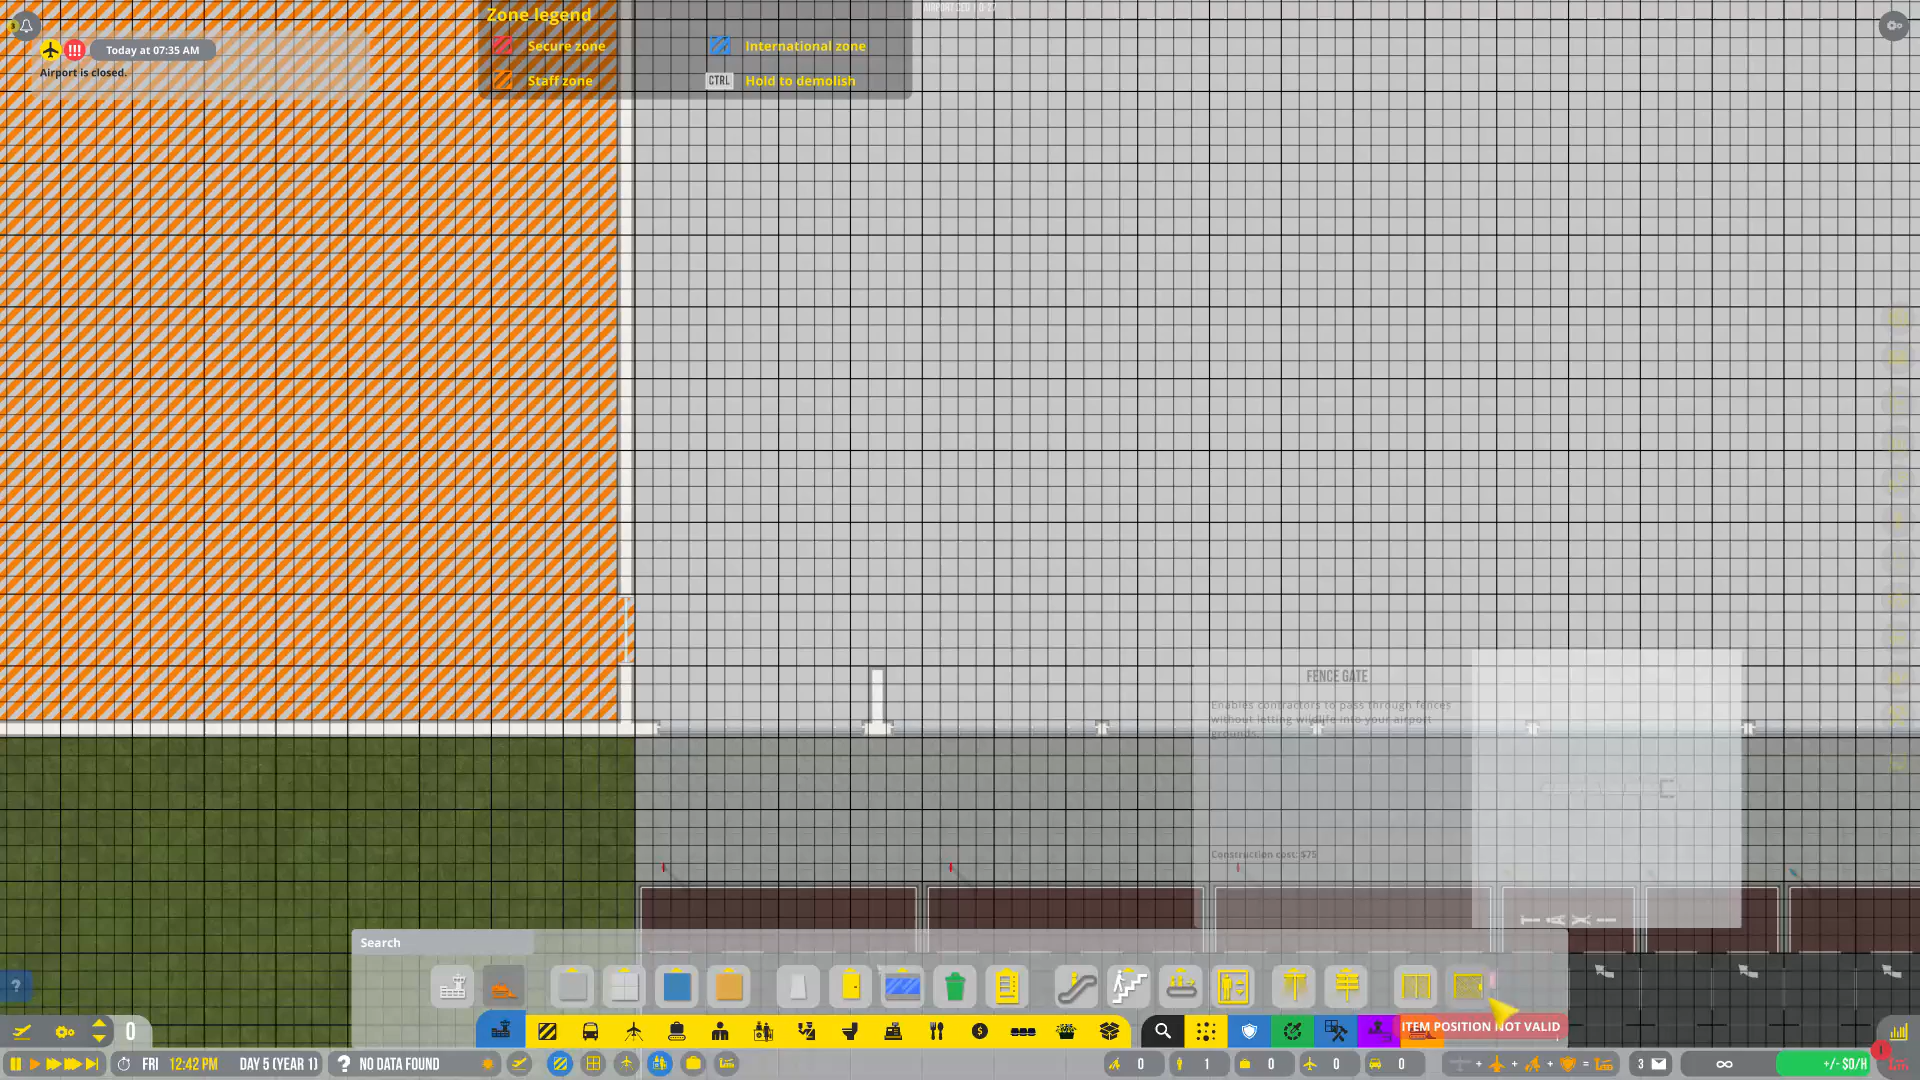 Zone legend
Secure zone
International zone
Staff zone
CTRL
Hold to demolish
!!!
Today at 07:35 AM
Airport is closed.
FENCE GATE
Enables contractors to pass through fences
without letting wildlife into your airport
grounds.
Construction cost: $75
TAXI
Search
?
ITEM POSITION NOT VALID
0
FRI
12:42 PM
DAY 5 (YEAR 1)
? NO DATA FOUND
0
1
0
0
0
+ + + =
3
∞
+/- $0/H